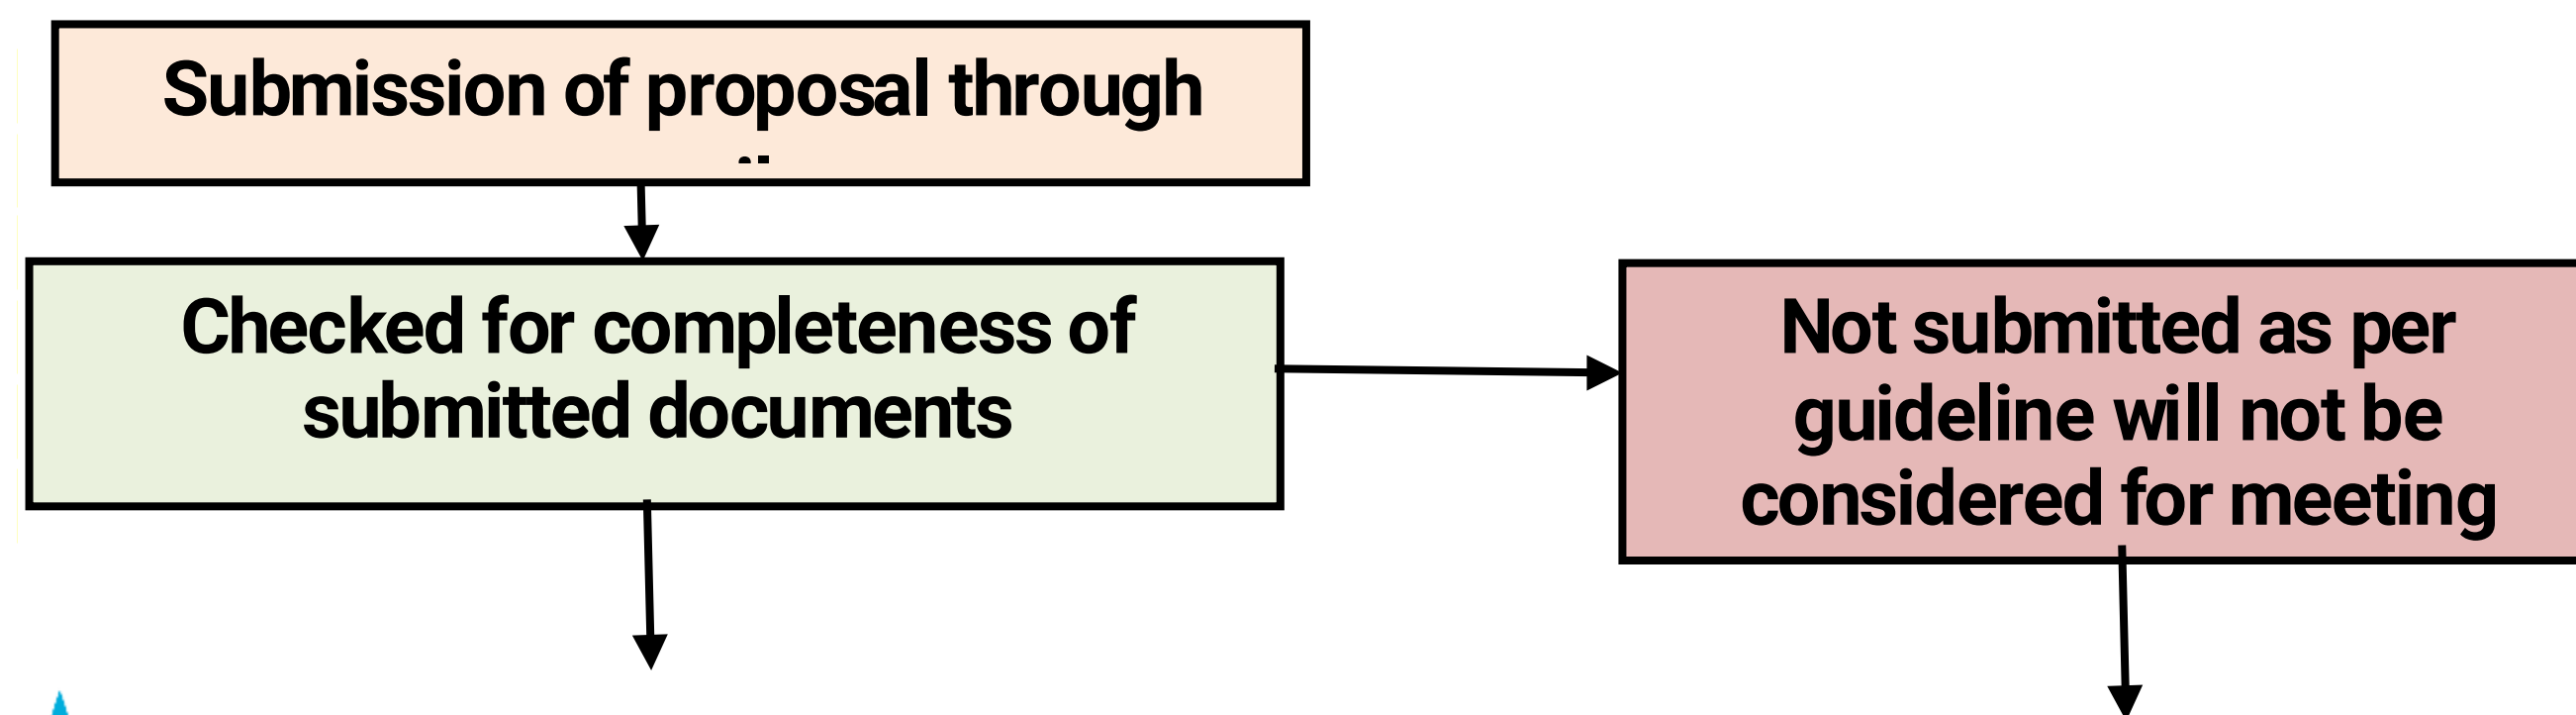 Submission of proposal through
Checked for completeness of
submitted documents
Not submitted as per
guideline will not be
considered for meeting